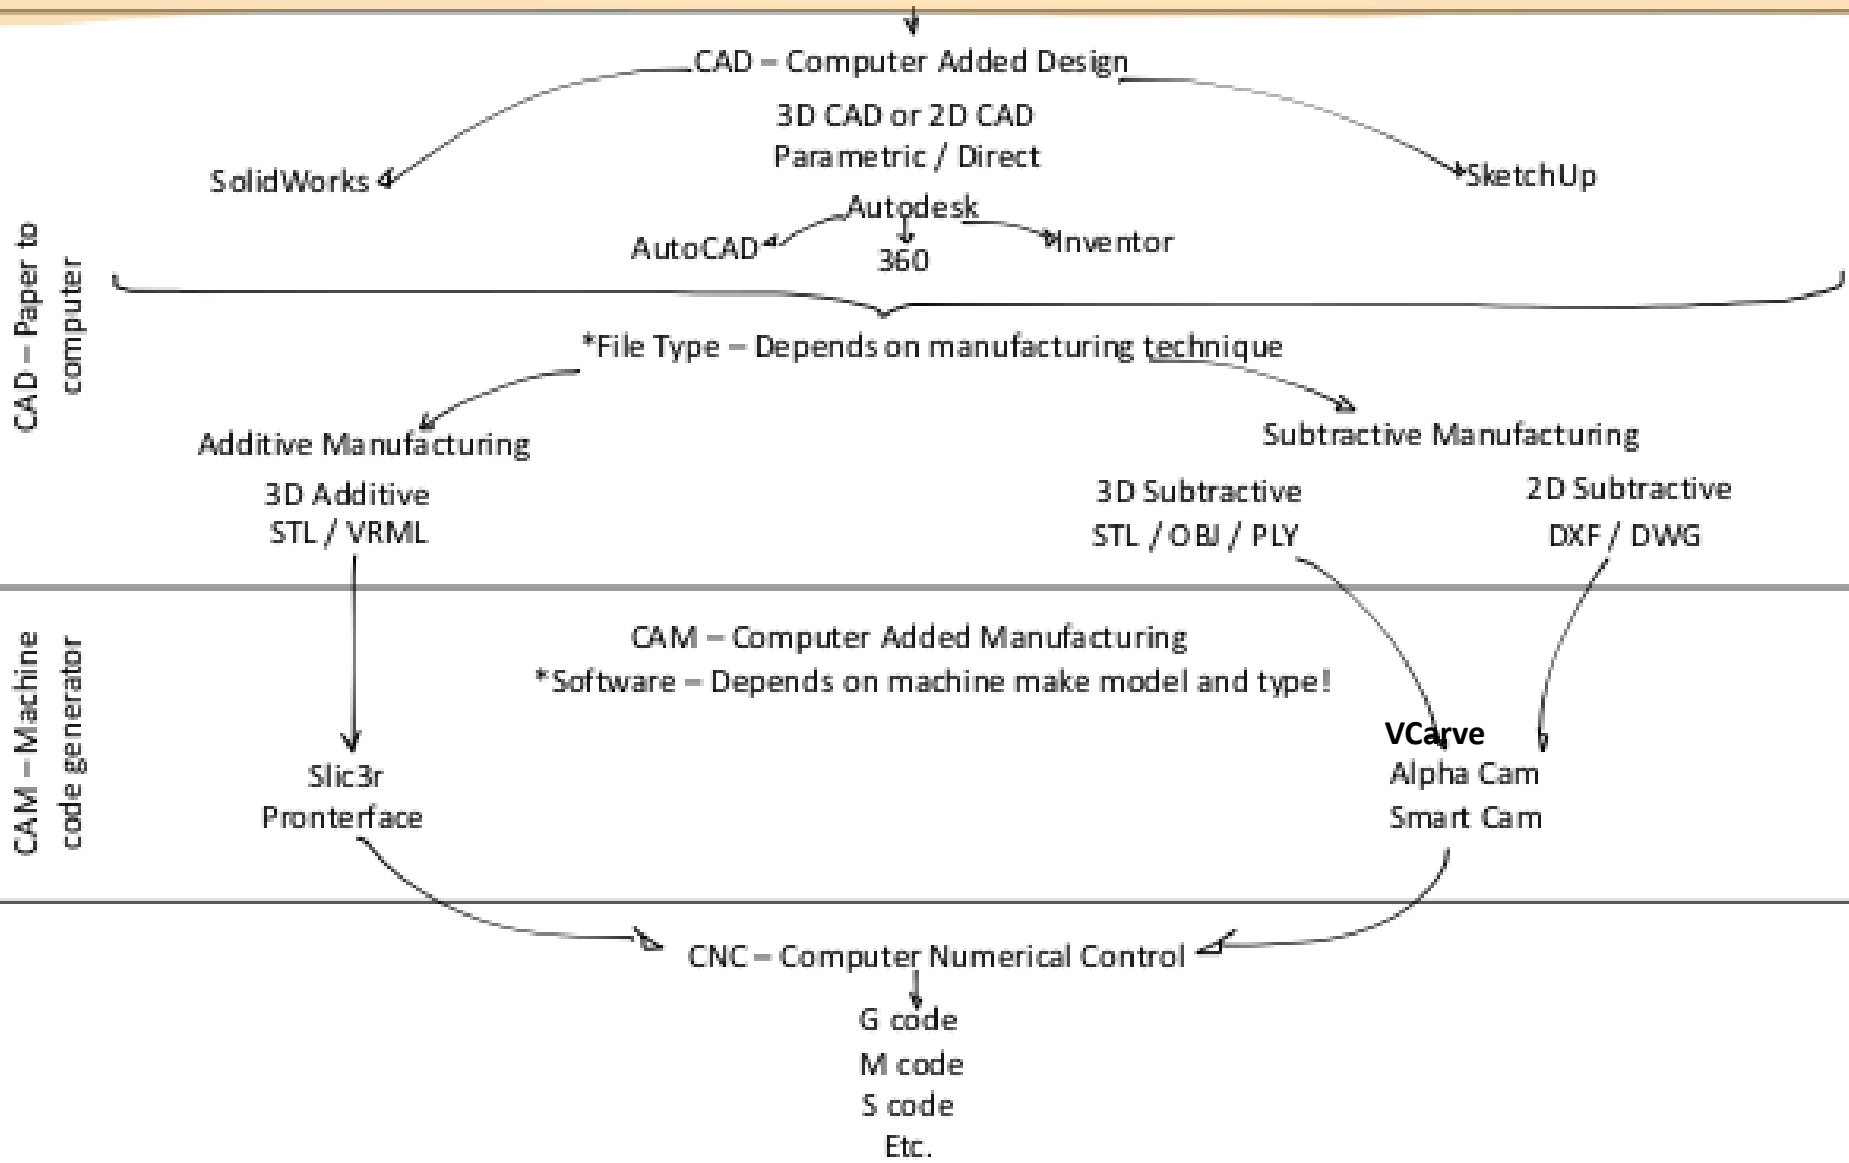 CAD – Computer Added Design
3D CAD or 2D CAD
Parametric / Direct
SolidWorks
SketchUp
Autodesk
AutoCAD
360
Inventor
CAD – Paper to
computer
*File Type – Depends on manufacturing technique
Additive Manufacturing
Subtractive Manufacturing
3D Additive
STL / VRML
3D Subtractive
STL / OBJ / PLY
2D Subtractive
DXF / DWG
CAM – Machine
code generator
CAM – Computer Added Manufacturing
*Software – Depends on machine make model and type!
Slic3r
Pronterface
VCarve
Alpha Cam
Smart Cam
CNC – Computer Numerical Control
G code
M code
S code
Etc.